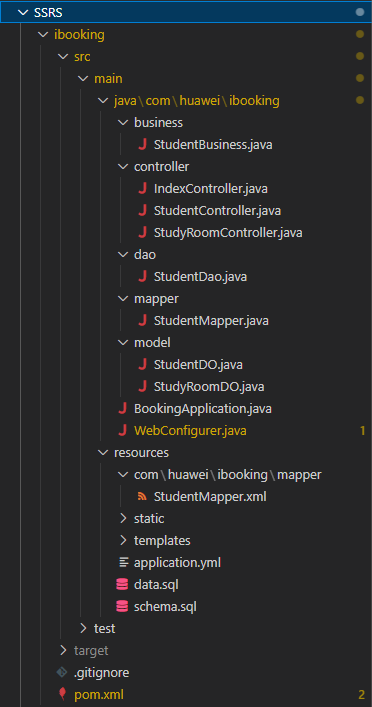 SSRS
ibooking
src
main
java\com\huawei\ibooking
business
StudentBusiness.java
controller
IndexController.java
StudentController.java
StudyRoomController.java
dao
StudentDao.java
mapper
StudentMapper.java
model
StudentDO.java
StudyRoomDO.java
BookingApplication.java
WebConfigurer.java 1
resources
com\huawei\ibooking\mapper
StudentMapper.xml
static
templates
application.yml
data.sql
schema.sql
test
target
.gitignore
pom.xml 2